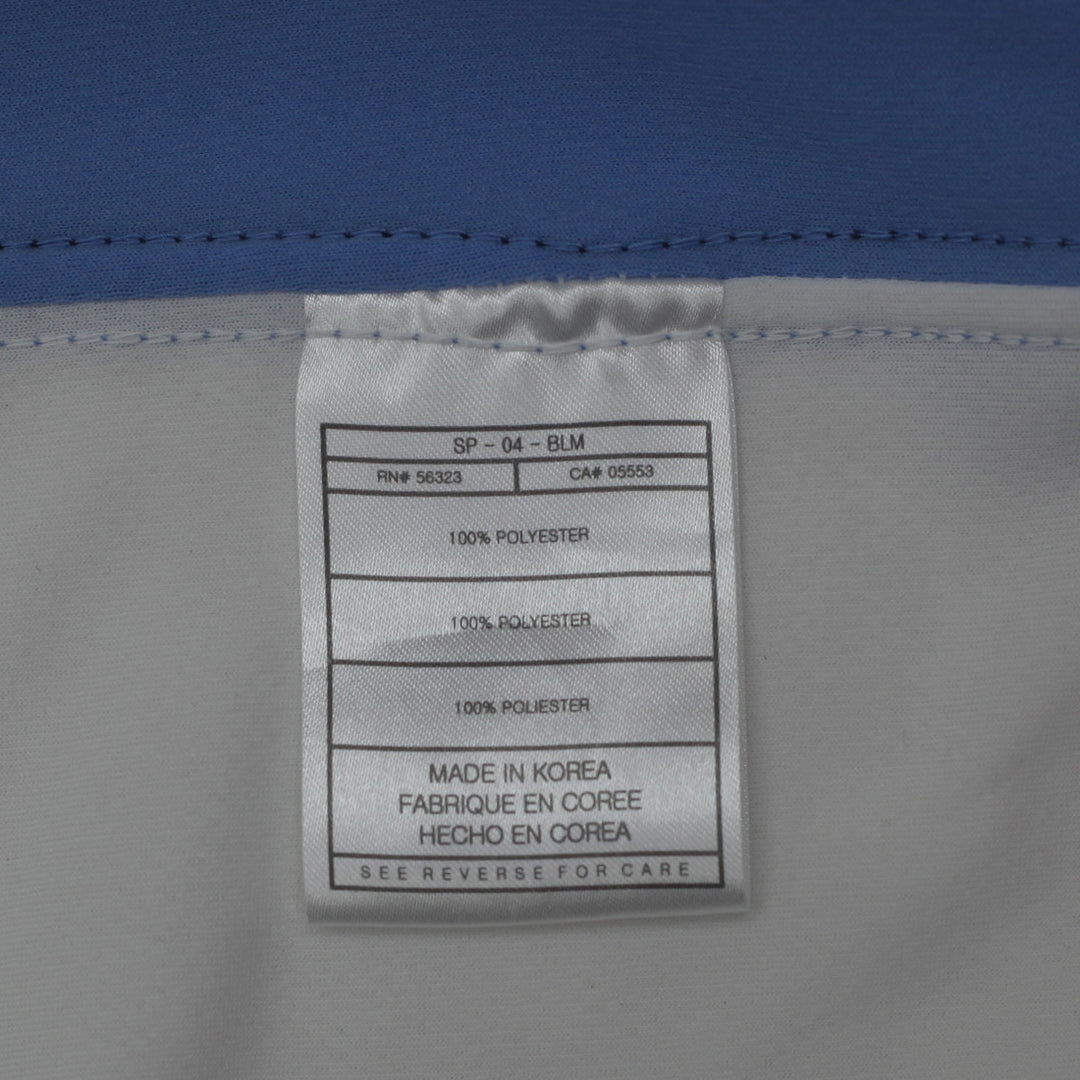 SP - 04 - BLM
RN# 56323 CA# 05553
100% POLYESTER
100% POLYESTER
100% POLIESTER
MADE IN KOREA
FABRIQUE EN COREE
HECHO EN COREA
SEE REVERSE FOR CARE